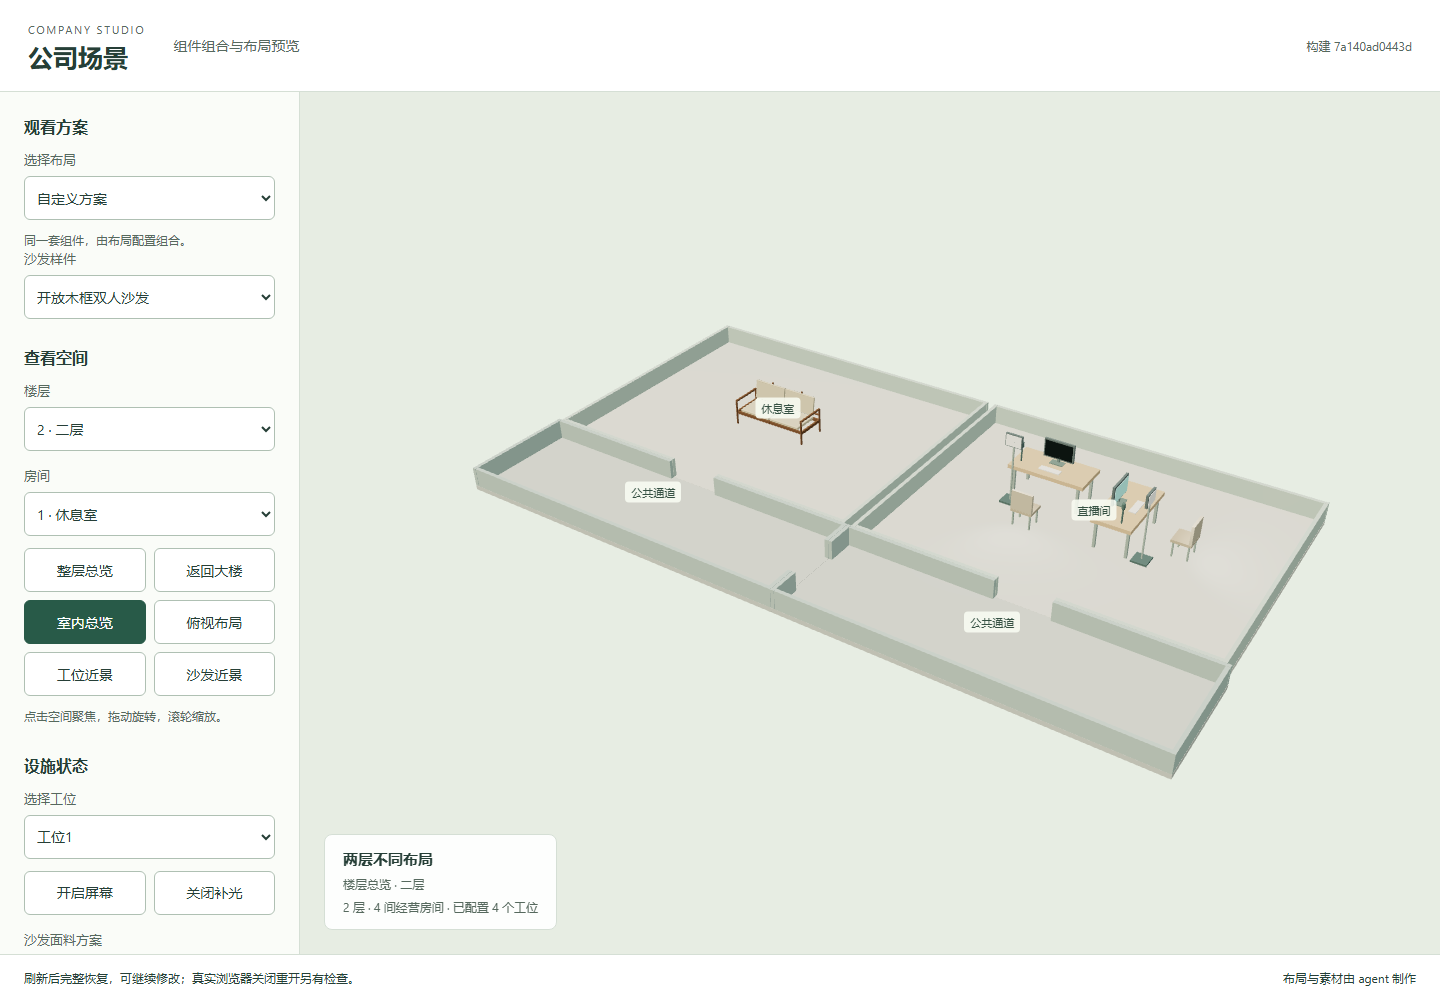 COMPANY STUDIO
公司场景
组件组合与布局预览
构建 7a140ad0443d
观看方案
选择布局
自定义方案
同一套组件，由布局配置组合。
沙发样件
开放木框双人沙发
查看空间
楼层
2 · 二层
房间
1 · 休息室
整层总览
返回大楼
室内总览
俯视布局
工位近景
沙发近景
点击空间聚焦，拖动旋转，滚轮缩放。
设施状态
选择工位
工位1
开启屏幕
关闭补光
沙发面料方案
休息室
公共通道
直播间
公共通道
两层不同布局
楼层总览 · 二层
2 层 · 4 间经营房间 · 已配置 4 个工位
刷新后完整恢复，可继续修改；真实浏览器关闭重开另有检查。
布局与素材由 agent 制作